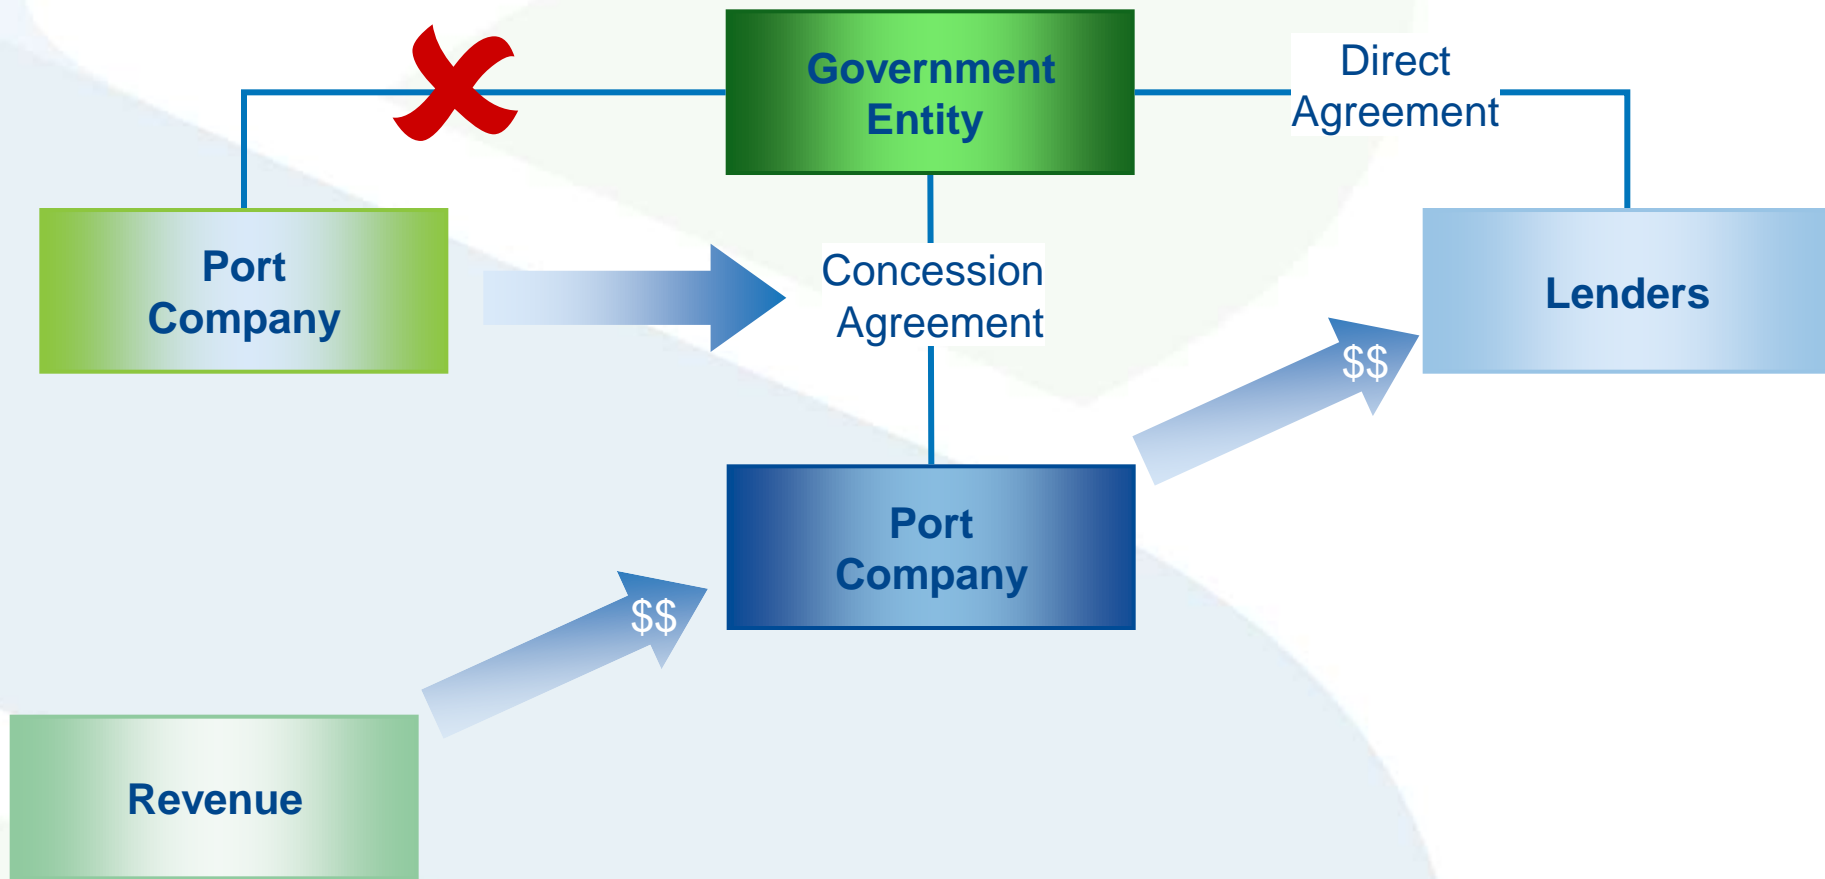 Government
Entity
Direct
Agreement
Port
Company
Concession
Agreement
Lenders
$$
Port
Company
$$
Revenue